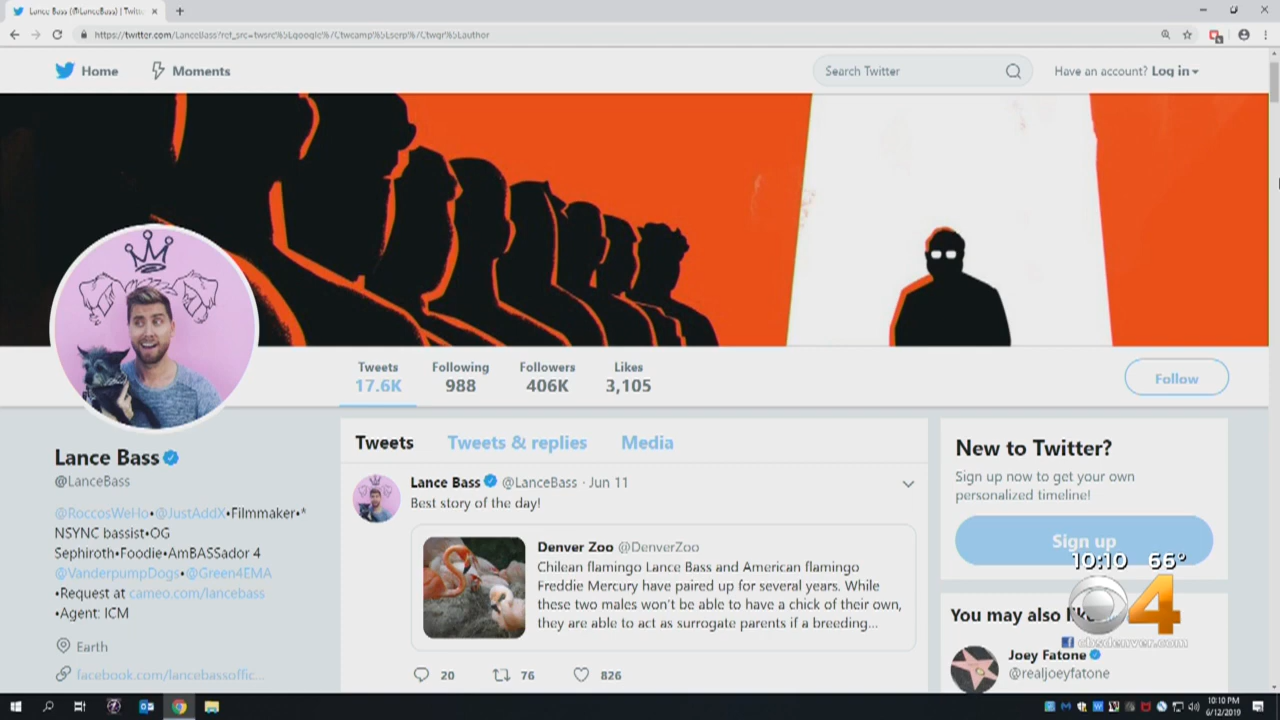 Lance Bass (@LanceBass) | Twitt
https://twitter.com/LanceBass?ref_src=twsrc%5Egoogle%7Ctwcamp%5Eserp%7Ctwgr%5Eauthor
Home Moments Search Twitter Have an account? Log in
Tweets Following Followers Likes
17.6K 988 406K 3,105
Follow
Lance Bass
@LanceBass
@RoccosWeHo•@JustAddX•Filmmaker•*
NSYNC bassist•OG
Sephiroth•Foodie•AmBASSador 4
@VanderpumpDogs•@Green4EMA
•Request at cameo.com/lancebass
•Agent: ICM
Earth
facebook.com/lancebassoffic...
Tweets Tweets & replies Media
Lance Bass @LanceBass · Jun 11
Best story of the day!
Denver Zoo @DenverZoo
Chilean flamingo Lance Bass and American flamingo
Freddie Mercury have paired up for several years. While
these two males won't be able to have a chick of their own,
they are able to act as surrogate parents if a breeding...
20 76 826
New to Twitter?
Sign up now to get your own
personalized timeline!
Sign up
10:10 66°
You may also like
4
cbsdenver.com
Joey Fatone
@realjoeyfatone
10:10 PM
6/12/2019